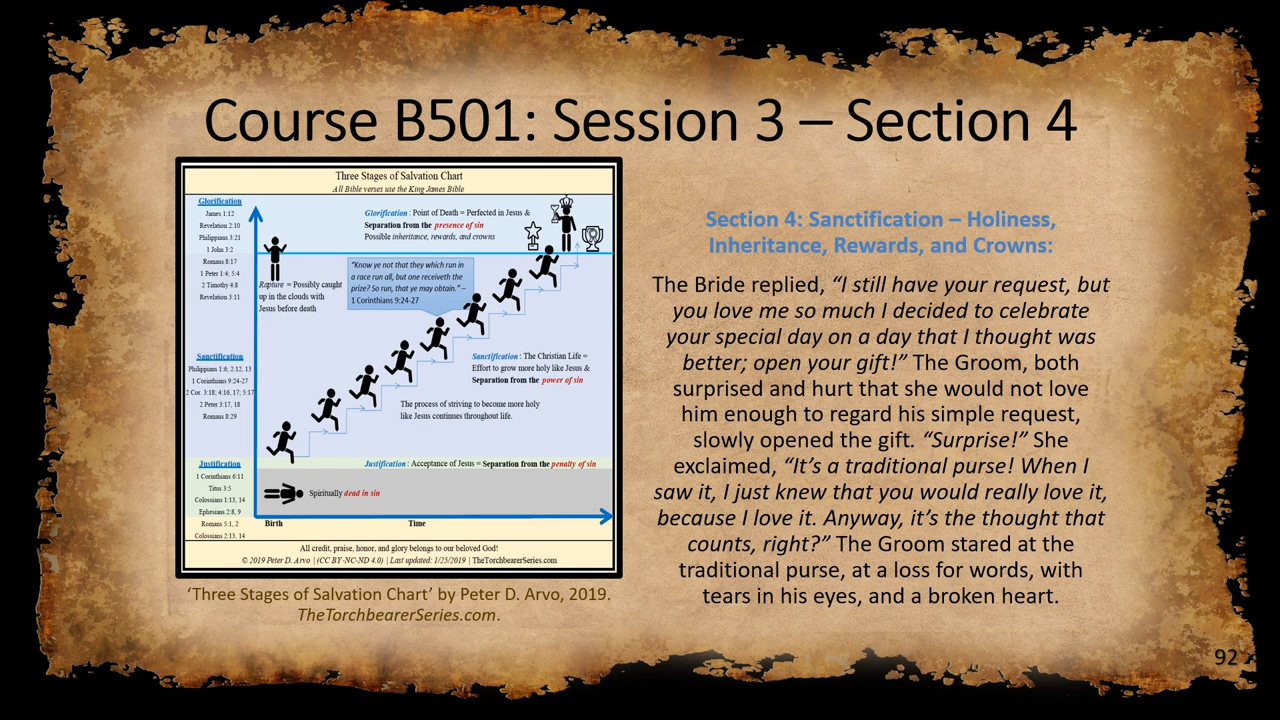 Course B501: Session 3 – Section 4
Three Stages of Salvation Chart
All Bible verses use the King James Bible
Glorification
James 1:12
Revelation 2:10
Philippians 3:21
1 John 3:2
Romans 8:17
1 Peter 1:4; 5:4
2 Timothy 4:8
Revelation 3:11
Sanctification
Philippians 1:6; 2:12, 13
1 Corinthians 9:24-27
2 Cor. 3:18; 4:16, 17; 5:17
2 Peter 3:17, 18
Romans 8:29
Justification
1 Corinthians 6:11
Titus 3:5
Colossians 1:13, 14
Ephesians 2:8, 9
Romans 5:1, 2
Colossians 2:13, 14
Glorification: Point of Death = Perfected in Jesus &
Separation from the presence of sin
Possible inheritance, rewards, and crowns
Rapture = Possibly caught
up in the clouds with
Jesus before death
“Know ye not that they which run in
a race run all, but one receiveth the
prize? So run, that ye may obtain.” –
1 Corinthians 9:24-27
Sanctification: The Christian Life =
Effort to grow more holy like Jesus &
Separation from the power of sin
The process of striving to become more holy
like Jesus continues throughout life.
Justification: Acceptance of Jesus = Separation from the penalty of sin
Spiritually dead in sin
Birth
Time
All credit, praise, honor, and glory belongs to our beloved God!
© 2019 Peter D. Arvo | (CC BY-NC-ND 4.0) | Last updated: 1/25/2019 | TheTorchbearerSeries.com
‘Three Stages of Salvation Chart’ by Peter D. Arvo, 2019.
TheTorchbearerSeries.com.
Section 4: Sanctification – Holiness,
Inheritance, Rewards, and Crowns:
The Bride replied, “I still have your request, but
you love me so much I decided to celebrate
your special day on a day that I thought was
better; open your gift!” The Groom, both
surprised and hurt that she would not love
him enough to regard his simple request,
slowly opened the gift. “Surprise!” She
exclaimed, “It’s a traditional purse! When I
saw it, I just knew that you would really love it,
because I love it. Anyway, it’s the thought that
counts, right?” The Groom stared at the
traditional purse, at a loss for words, with
tears in his eyes, and a broken heart.
92